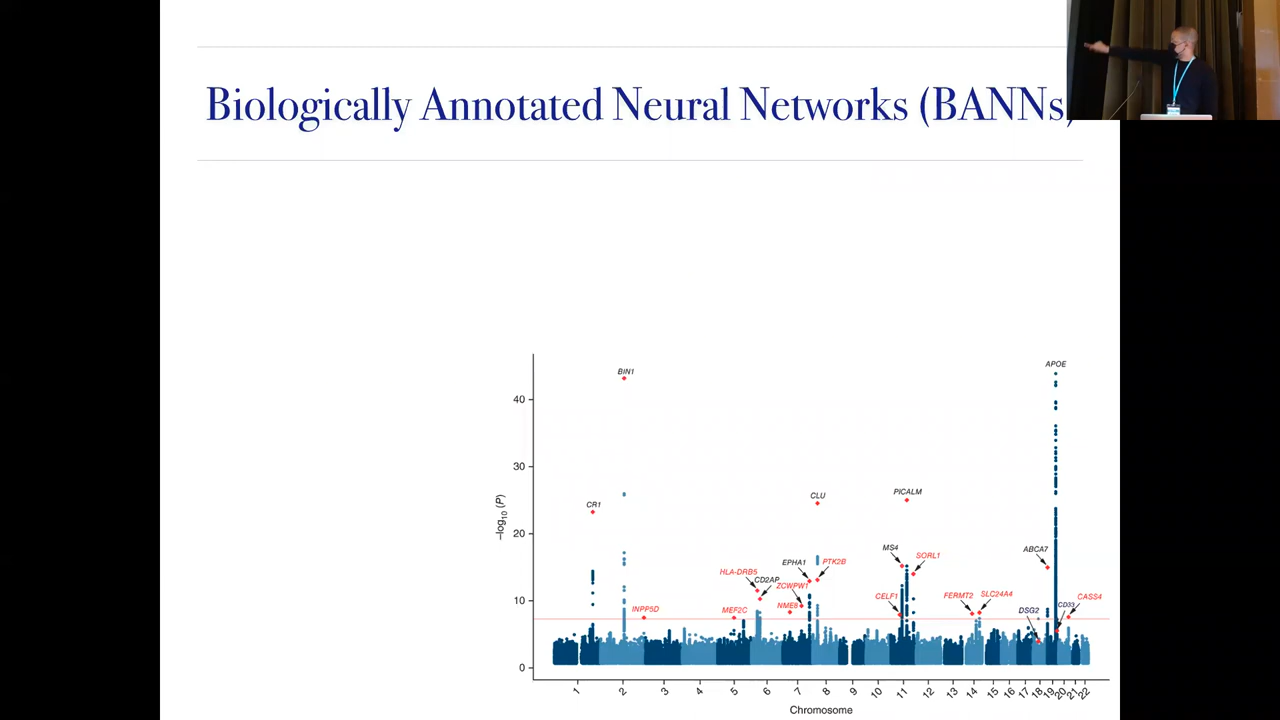 Biologically Annotated Neural Networks (BANNs)
APOE
BIN1
40
30
PICALM
CLU
CR1
20
–log10 (P)
MS4
ABCA7
SORL1
EPHA1
PTK2B
HLA-DRB5
CD2AP
ZCWPW1
10
CELF1
FERMT2
SLC24A4
CASS4
NME8
CD33
INPP5D
MEF2C
DSG2
0
1 2 3 4 5 6 7 8 9 10 11 12 13 14 15 16 17 18 19 20 21 22
Chromosome